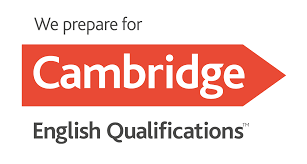 We prepare for
Cambridge
English Qualifications™